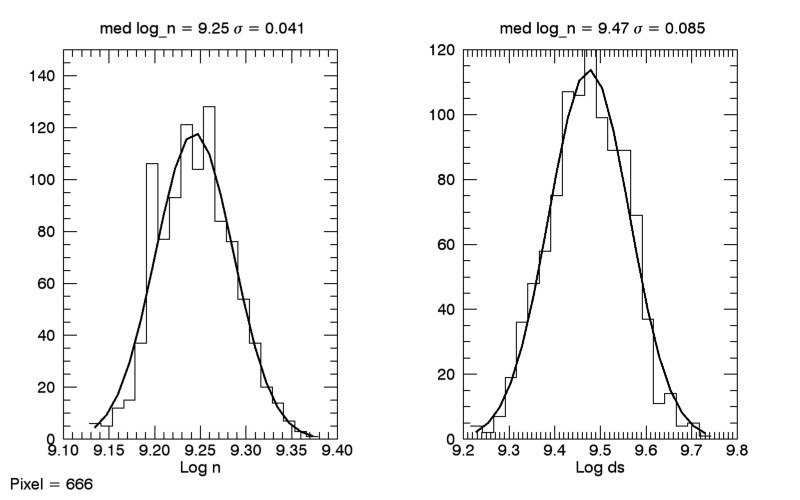 med log_n = 9.25 σ = 0.041
med log_n = 9.47 σ = 0.085
140
120
100
80
60
40
20
0
9.10 9.15 9.20 9.25 9.30 9.35 9.40
Log n
120
100
80
60
40
20
0
9.2 9.3 9.4 9.5 9.6 9.7 9.8
Log ds
Pixel = 666